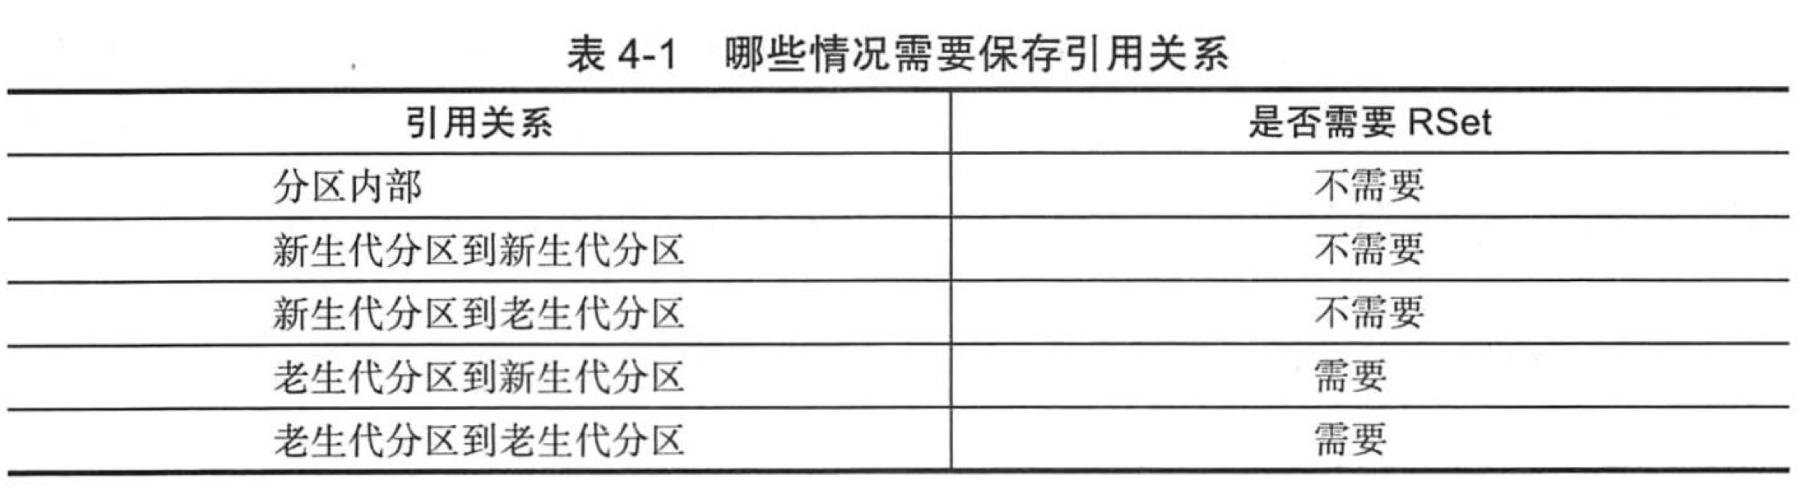 表 4-1 哪些情况需要保存引用关系
引用关系 是否需要 RSet
分区内部 不需要
新生代分区到新生代分区 不需要
新生代分区到老生代分区 不需要
老生代分区到新生代分区 需要
老生代分区到老生代分区 需要